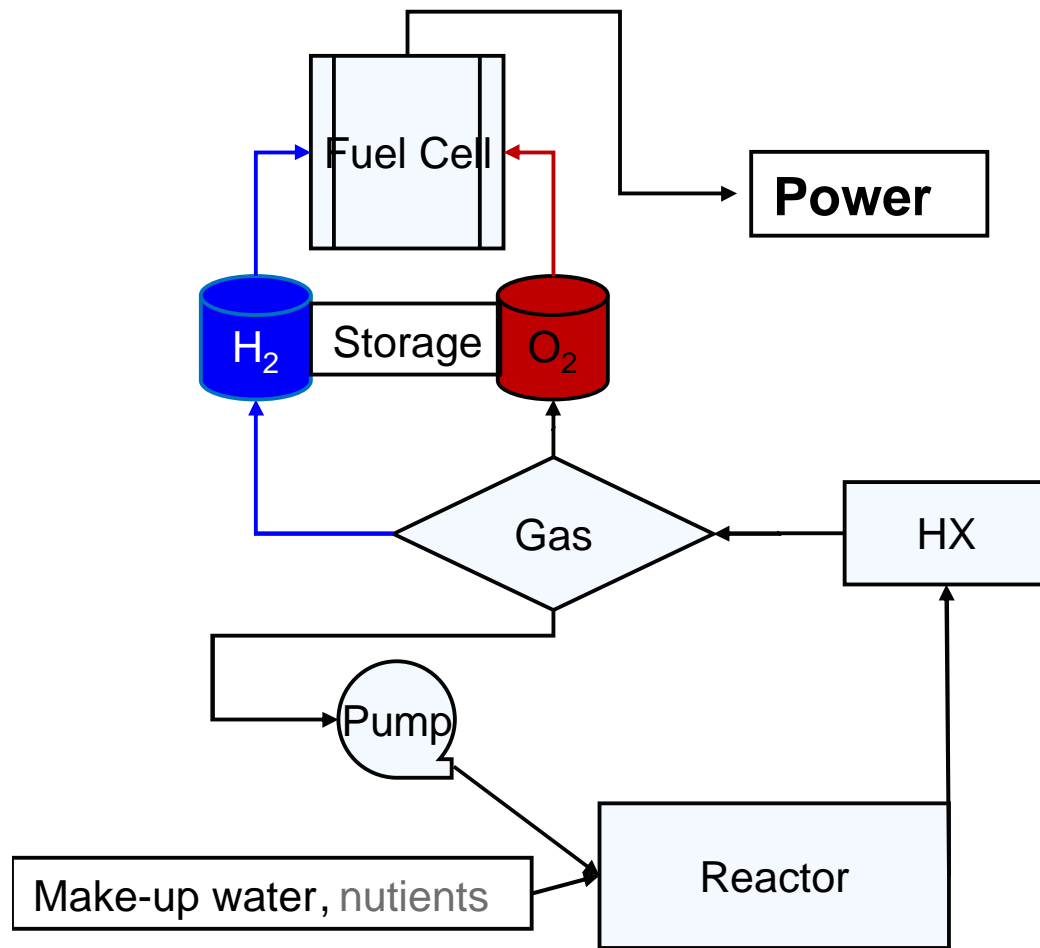 Fuel Cell
Power
H₂
Storage
O₂
Gas
HX
Pump
Reactor
Make-up water, nutients